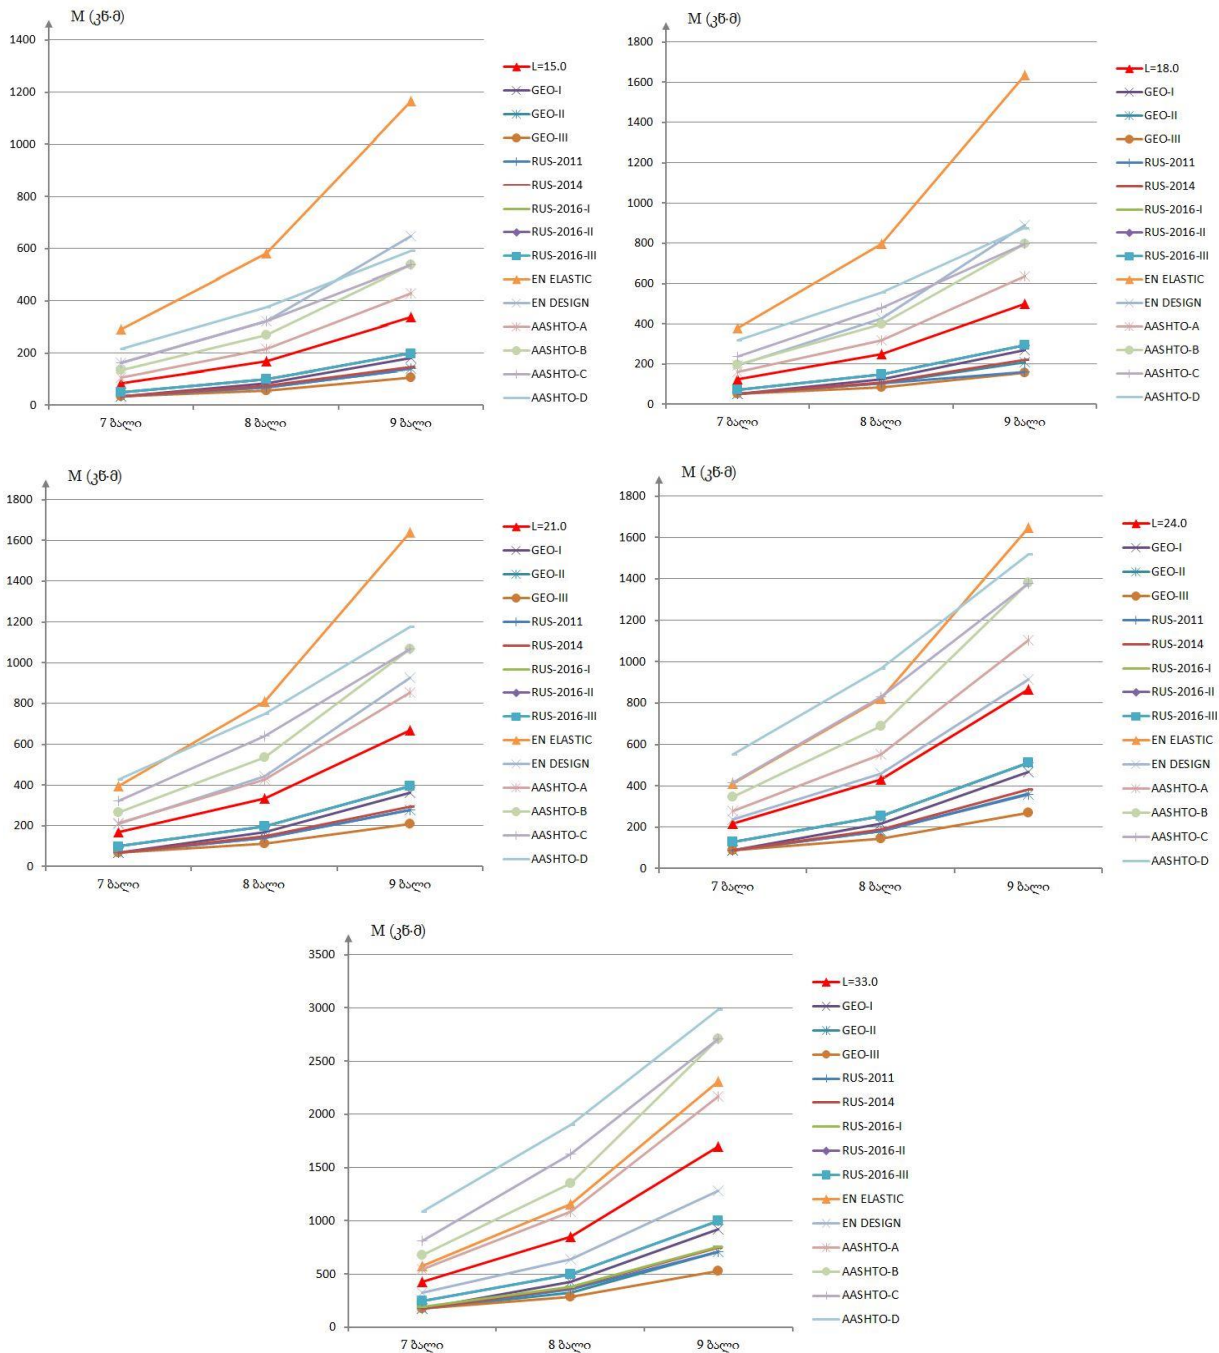 M (კნ·მ)
1400
1200
1000
800
600
400
200
0
7 ბალი
8 ბალი
9 ბალი
L=15.0
GEO-I
GEO-II
GEO-III
RUS-2011
RUS-2014
RUS-2016-I
RUS-2016-II
RUS-2016-III
EN ELASTIC
EN DESIGN
AASHTO-A
AASHTO-B
AASHTO-C
AASHTO-D
M (კნ·მ)
1800
1600
1400
1200
1000
800
600
400
200
0
7 ბალი
8 ბალი
9 ბალი
L=18.0
GEO-I
GEO-II
GEO-III
RUS-2011
RUS-2014
RUS-2016-I
RUS-2016-II
RUS-2016-III
EN ELASTIC
EN DESIGN
AASHTO-A
AASHTO-B
AASHTO-C
AASHTO-D
M (კნ·მ)
1800
1600
1400
1200
1000
800
600
400
200
0
7 ბალი
8 ბალი
9 ბალი
L=21.0
GEO-I
GEO-II
GEO-III
RUS-2011
RUS-2014
RUS-2016-I
RUS-2016-II
RUS-2016-III
EN ELASTIC
EN DESIGN
AASHTO-A
AASHTO-B
AASHTO-C
AASHTO-D
M (კნ·მ)
1800
1600
1400
1200
1000
800
600
400
200
0
7 ბალი
8 ბალი
9 ბალი
L=24.0
GEO-I
GEO-II
GEO-III
RUS-2011
RUS-2014
RUS-2016-I
RUS-2016-II
RUS-2016-III
EN ELASTIC
EN DESIGN
AASHTO-A
AASHTO-B
AASHTO-C
AASHTO-D
M (კნ·მ)
3500
3000
2500
2000
1500
1000
500
0
7 ბალი
8 ბალი
9 ბალი
L=33.0
GEO-I
GEO-II
GEO-III
RUS-2011
RUS-2014
RUS-2016-I
RUS-2016-II
RUS-2016-III
EN ELASTIC
EN DESIGN
AASHTO-A
AASHTO-B
AASHTO-C
AASHTO-D